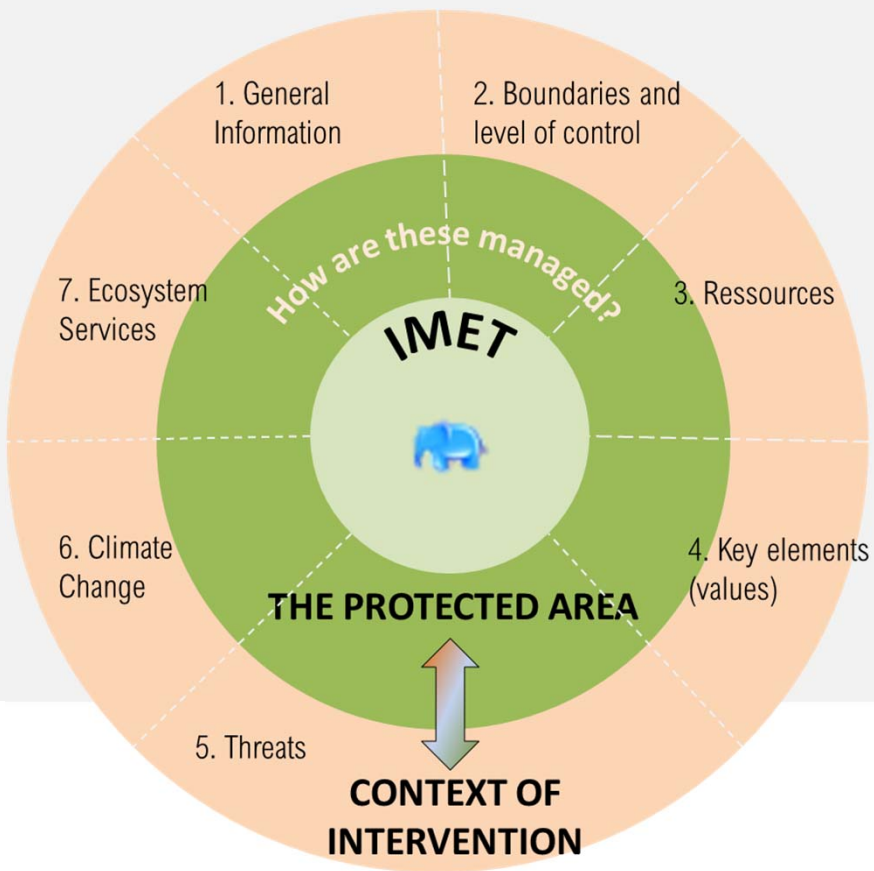 1. General
Information
2. Boundaries and
level of control
How are these managed?
7. Ecosystem
Services
3. Ressources
IMET
6. Climate
Change
4. Key elements
(values)
THE PROTECTED AREA
5. Threats
CONTEXT OF
INTERVENTION